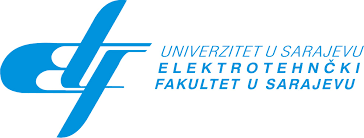 UNIVERZITET U SARAJEVU
ELEKTROTEHNČKI
FAKULTET U SARAJEVU